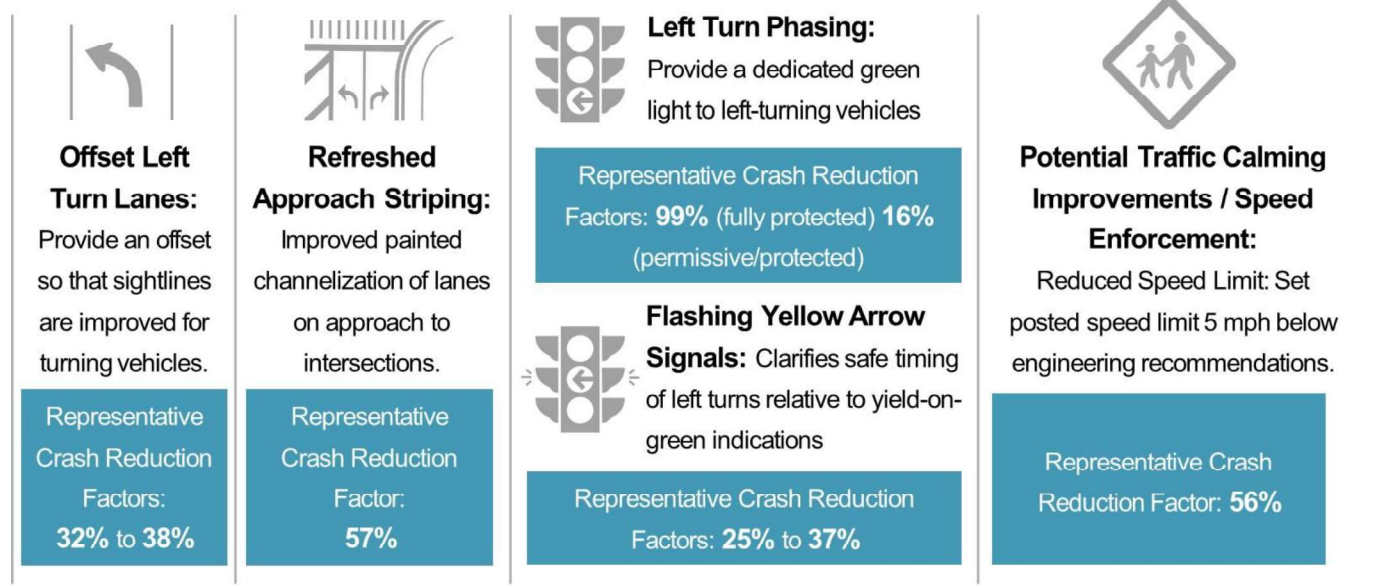 Offset Left
Turn Lanes:
Provide an offset
so that sightlines
are improved for
turning vehicles.
Representative
Crash Reduction
Factors:
32% to 38%
Refreshed
Approach Striping:
Improved painted
channelization of lanes
on approach to
intersections.
Representative
Crash Reduction
Factor:
57%
Left Turn Phasing:
Provide a dedicated green
light to left-turning vehicles
Representative Crash Reduction
Factors: 99% (fully protected) 16%
(permissive/protected)
Flashing Yellow Arrow
Signals: Clarifies safe timing
of left turns relative to yield-on-
green indications
Representative Crash Reduction
Factors: 25% to 37%
Potential Traffic Calming
Improvements / Speed
Enforcement:
Reduced Speed Limit: Set
posted speed limit 5 mph below
engineering recommendations.
Representative Crash
Reduction Factor: 56%